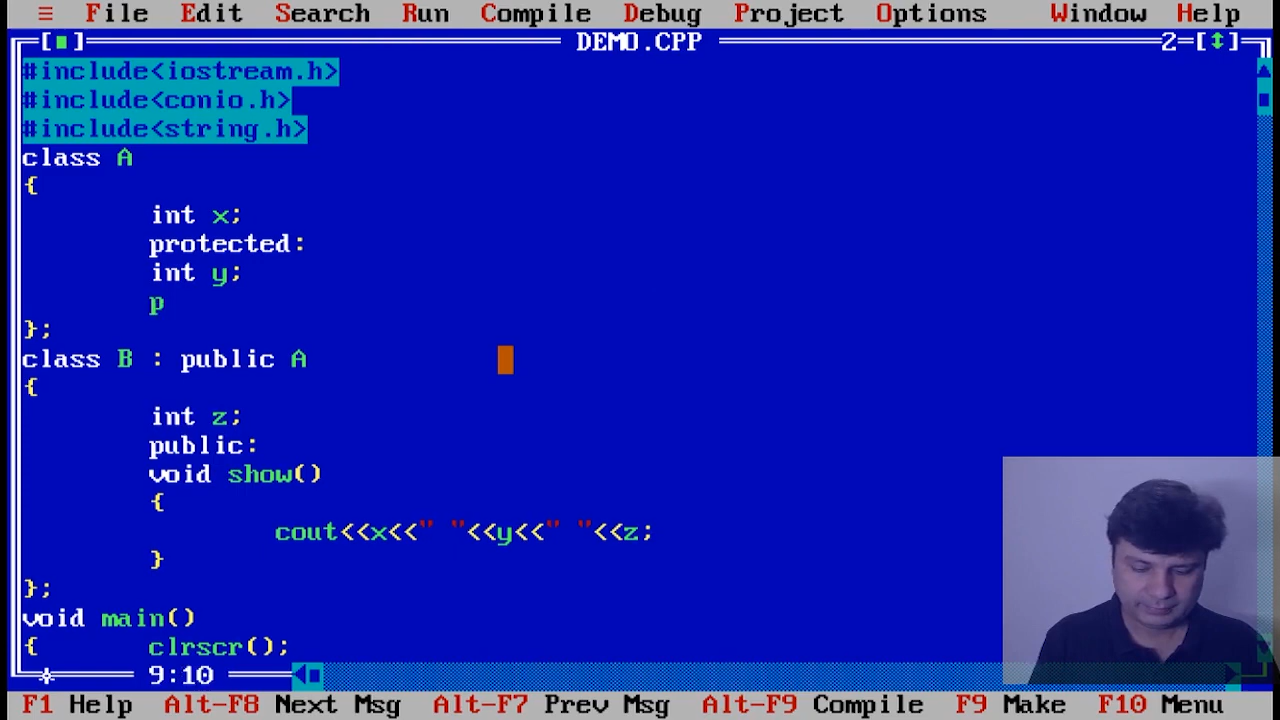 ≡ File Edit Search Run Compile Debug Project Options Window Help
[■] DEMO.CPP 2=[↕]
#include<iostream.h>
#include<conio.h>
#include<string.h>
class A
{
int x;
protected:
int y;
p
};
class B : public A
{
int z;
public:
void show()
{
cout<<x<<" "<<y<<" "<<z;
}
};
void main()
{ clrscr();
9:10
F1 Help Alt-F8 Next Msg Alt-F7 Prev Msg Alt-F9 Compile F9 Make F10 Menu